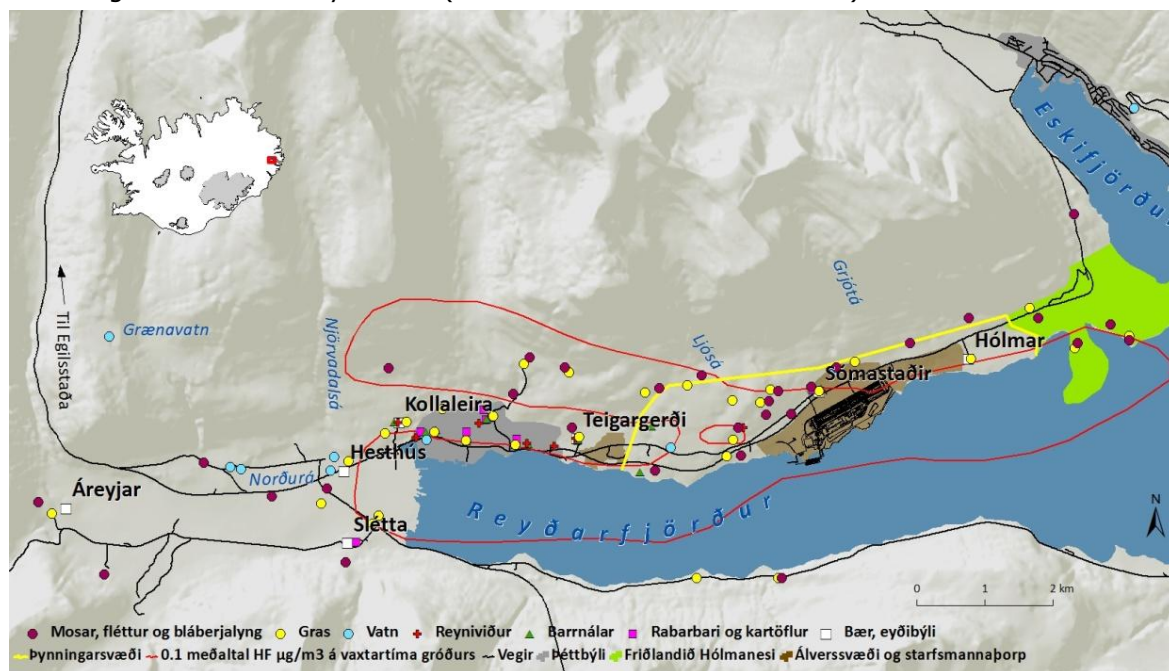 Eskifjörður
Grjótá
Til Egilsstaða
Grænavatn
Njörvadalsá
Ljósá
Hólmar
Sómastaðir
Kollaleira
Teigargerði
Hesthús
Norðurá
Áreyjar
Slétta
Reyðarfjörður
N
0 1 2 km
Mosar, fléttur og bláberjalyng Gras Vatn Reyniviður Barrnálar Rabarbari og kartöflur Bær, eyðibýli
Þynningarsvæði 0.1 meðaltal HF µg/m3 á vaxtartíma gróðurs Vegir Þéttbýli Friðlandið Hólmanesi Álverssvæði og starfsmannaþorp